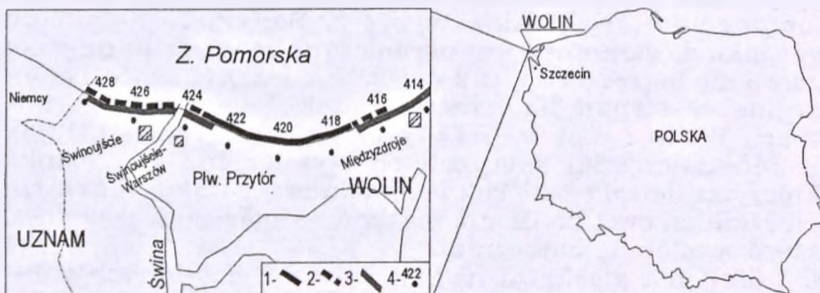 Z. Pomorska
428
426
424
422
420
418
416
414
Niemcy
Świnoujście
Świnoujście-
Warszów
Plw. Przytór
Międzyzdroje
WOLIN
UZNAM
Świna
1- 2- 3- 4- 422
WOLIN
Szczecin
POLSKA